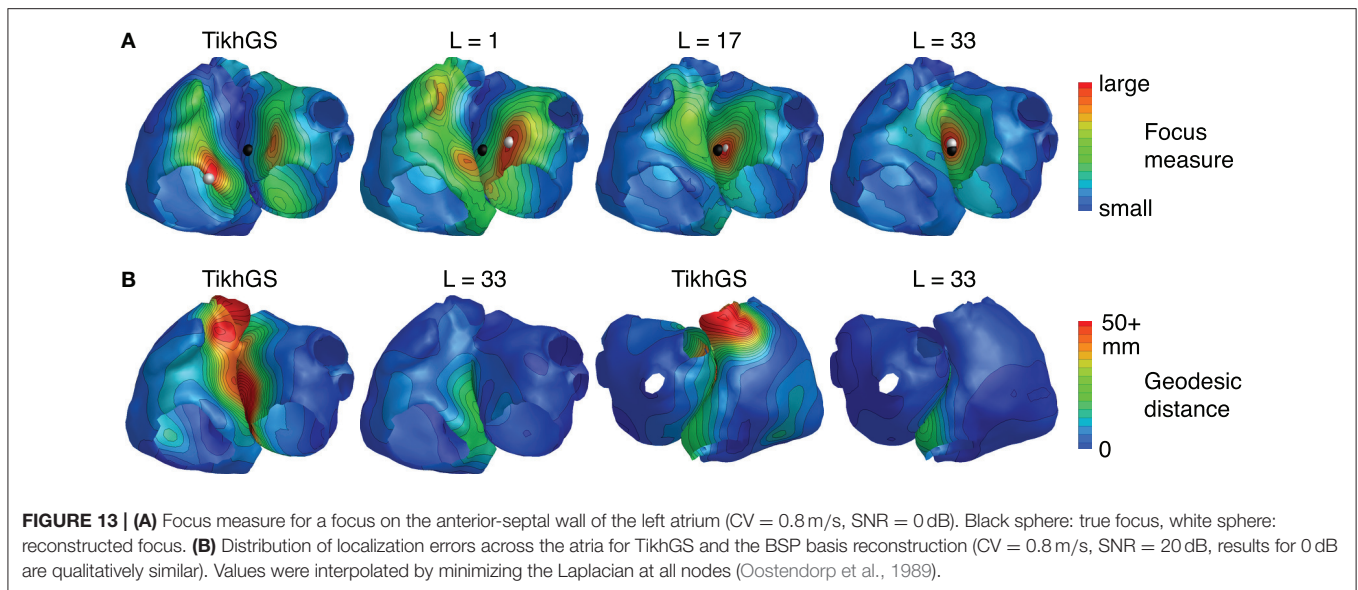 A TikhGS L = 1 L = 17 L = 33
large
Focus
measure
small
B TikhGS L = 33 TikhGS L = 33
50+
mm
Geodesic
distance
0
FIGURE 13 | (A) Focus measure for a focus on the anterior-septal wall of the left atrium (CV = 0.8 m/s, SNR = 0 dB). Black sphere: true focus, white sphere:
reconstructed focus. (B) Distribution of localization errors across the atria for TikhGS and the BSP basis reconstruction (CV = 0.8 m/s, SNR = 20 dB, results for 0 dB
are qualitatively similar). Values were interpolated by minimizing the Laplacian at all nodes (Oostendorp et al., 1989).